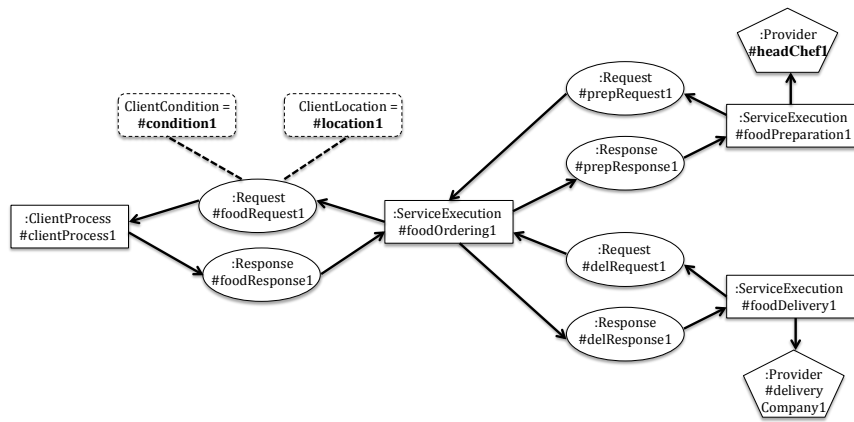 :Provider
#headChef1
:Request
#prepRequest1
ClientCondition =
#condition1
ClientLocation =
#location1
:ServiceExecution
#foodPreparation1
:Response
#prepResponse1
:Request
#foodRequest1
:ClientProcess
#clientProcess1
:ServiceExecution
#foodOrdering1
:Response
#foodResponse1
:Request
#delRequest1
:ServiceExecution
#foodDelivery1
:Response
#delResponse1
:Provider
#delivery
Company1